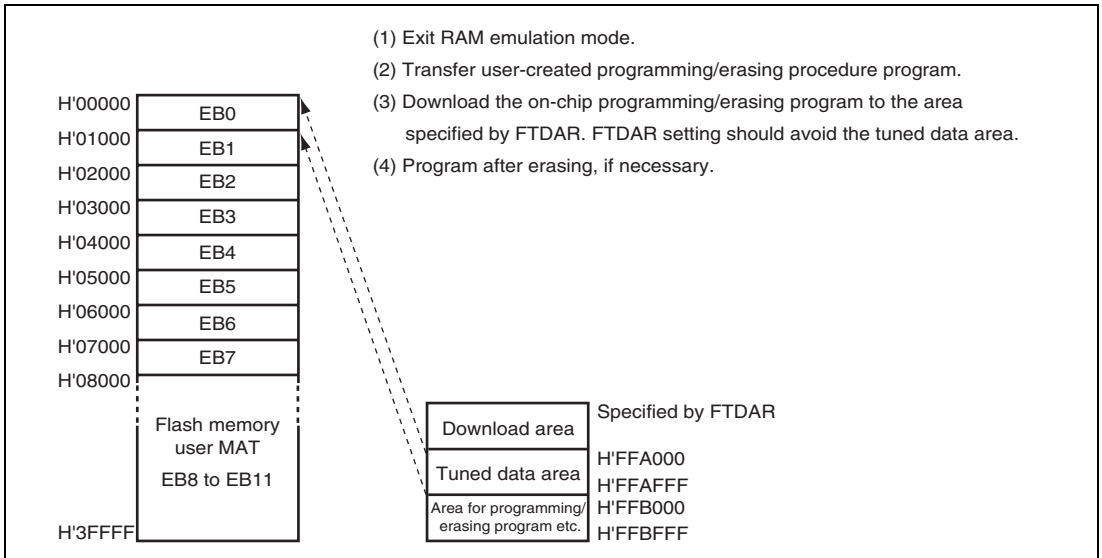 (1) Exit RAM emulation mode.
(2) Transfer user-created programming/erasing procedure program.
(3) Download the on-chip programming/erasing program to the area
specified by FTDAR. FTDAR setting should avoid the tuned data area.
(4) Program after erasing, if necessary.
H'00000
EB0
H'01000
EB1
H'02000
EB2
H'03000
EB3
H'04000
EB4
H'05000
EB5
H'06000
EB6
H'07000
EB7
H'08000
Flash memory
user MAT
EB8 to EB11
H'3FFFF
Download area
Specified by FTDAR
Tuned data area
H'FFA000
H'FFAFFF
Area for programming/
erasing program etc.
H'FFB000
H'FFBFFF